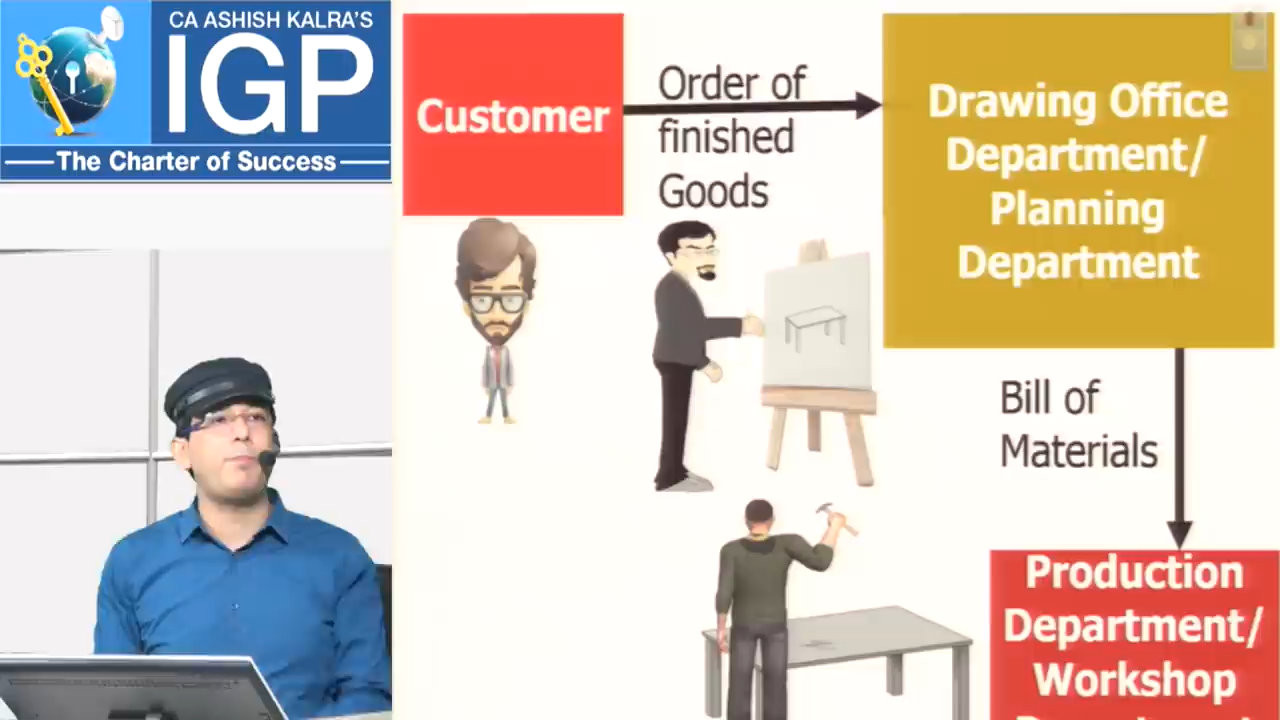 CA ASHISH KALRA'S
IGP
The Charter of Success
Customer
Order of
finished
Goods
Drawing Office
Department/
Planning
Department
Bill of
Materials
Production
Department/
Workshop